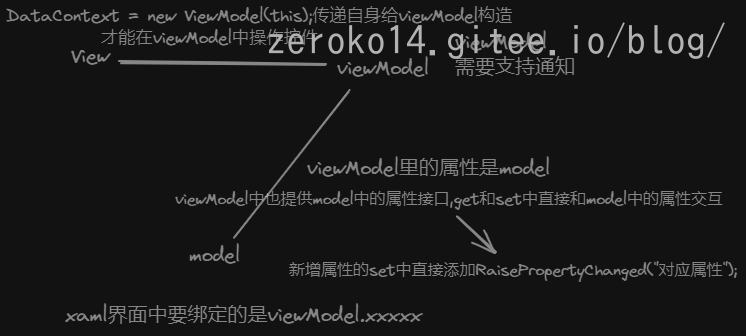 DataContext = new ViewModel(this);传递自身给viewModel构造
才能在viewModel中操作控件
zeroko14.gitee.io/blog/
View
viewModel
viewModel 需要支持通知
viewModel里的属性是model
viewModel中也提供model中的属性接口,get和set中直接和model中的属性交互
model
新增属性的set中直接添加RaisePropertyChanged("对应属性");
xaml界面中要绑定的是viewModel.xxxxx